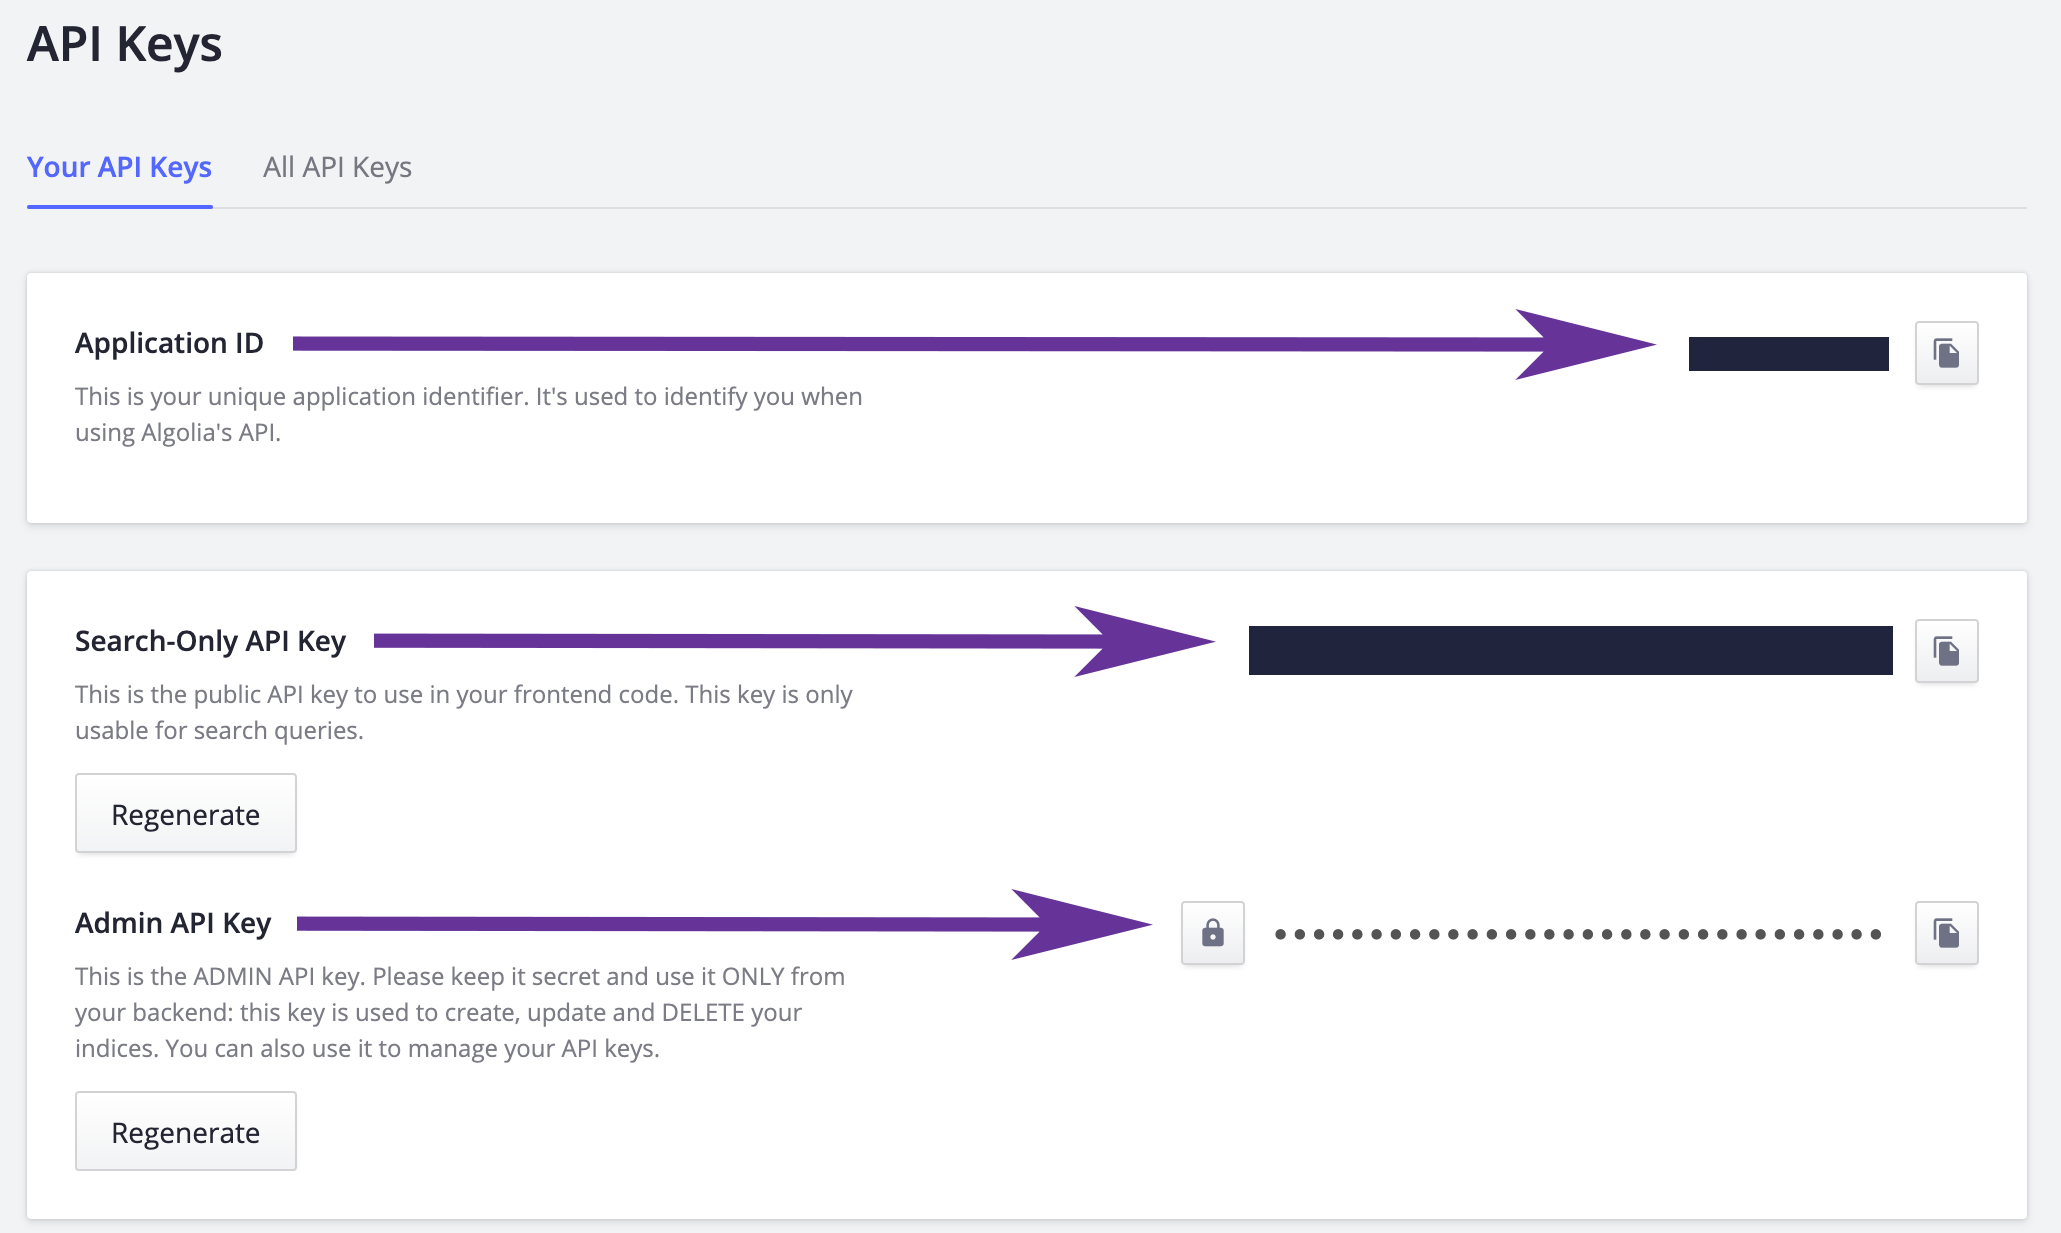 API Keys
Your API Keys
All API Keys
Application ID
This is your unique application identifier. It's used to identify you when
using Algolia's API.
Search-Only API Key
This is the public API key to use in your frontend code. This key is only
usable for search queries.
Regenerate
Admin API Key
This is the ADMIN API key. Please keep it secret and use it ONLY from
your backend: this key is used to create, update and DELETE your
indices. You can also use it to manage your API keys.
Regenerate